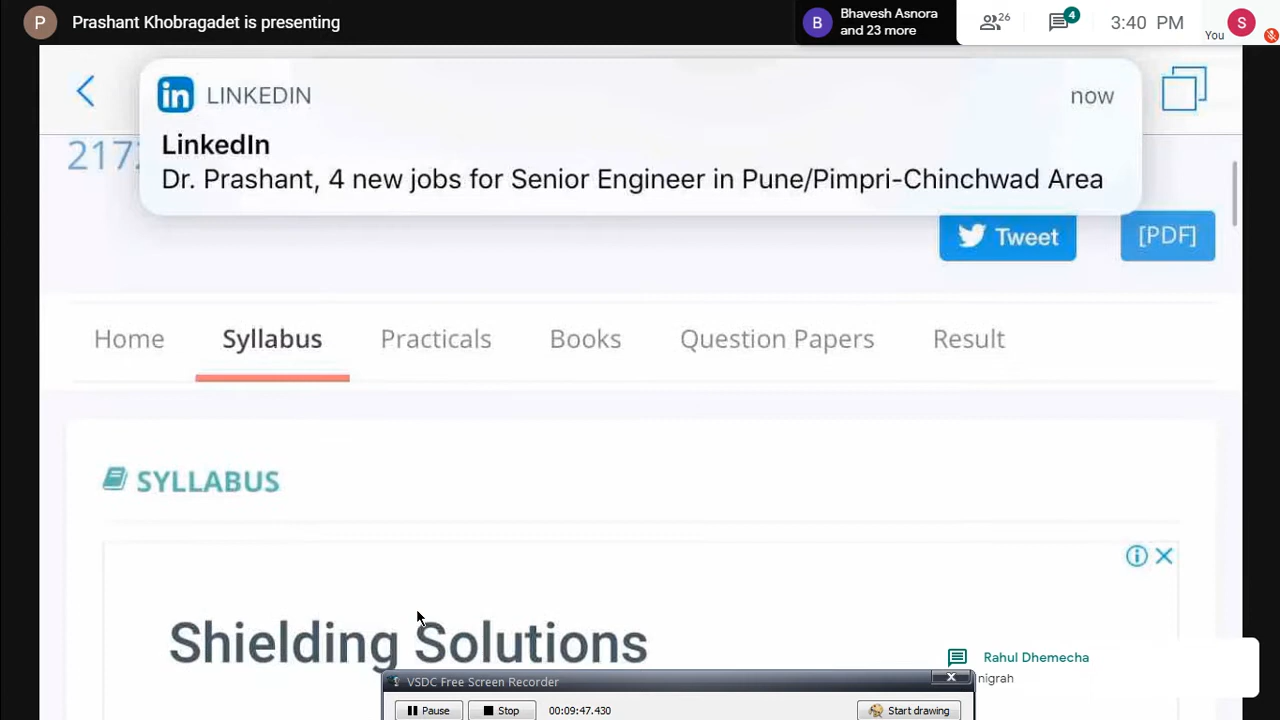 P Prashant Khobragadet is presenting
B Bhavesh Asnora
and 23 more
26
4
3:40 PM
You
S
LINKEDIN
now
LinkedIn
Dr. Prashant, 4 new jobs for Senior Engineer in Pune/Pimpri-Chinchwad Area
Tweet
[PDF]
Home Syllabus Practicals Books Question Papers Result
SYLLABUS
Shielding Solutions
Rahul Dhemecha
nigrah
VSDC Free Screen Recorder
Pause Stop 00:09:47.430 Start drawing